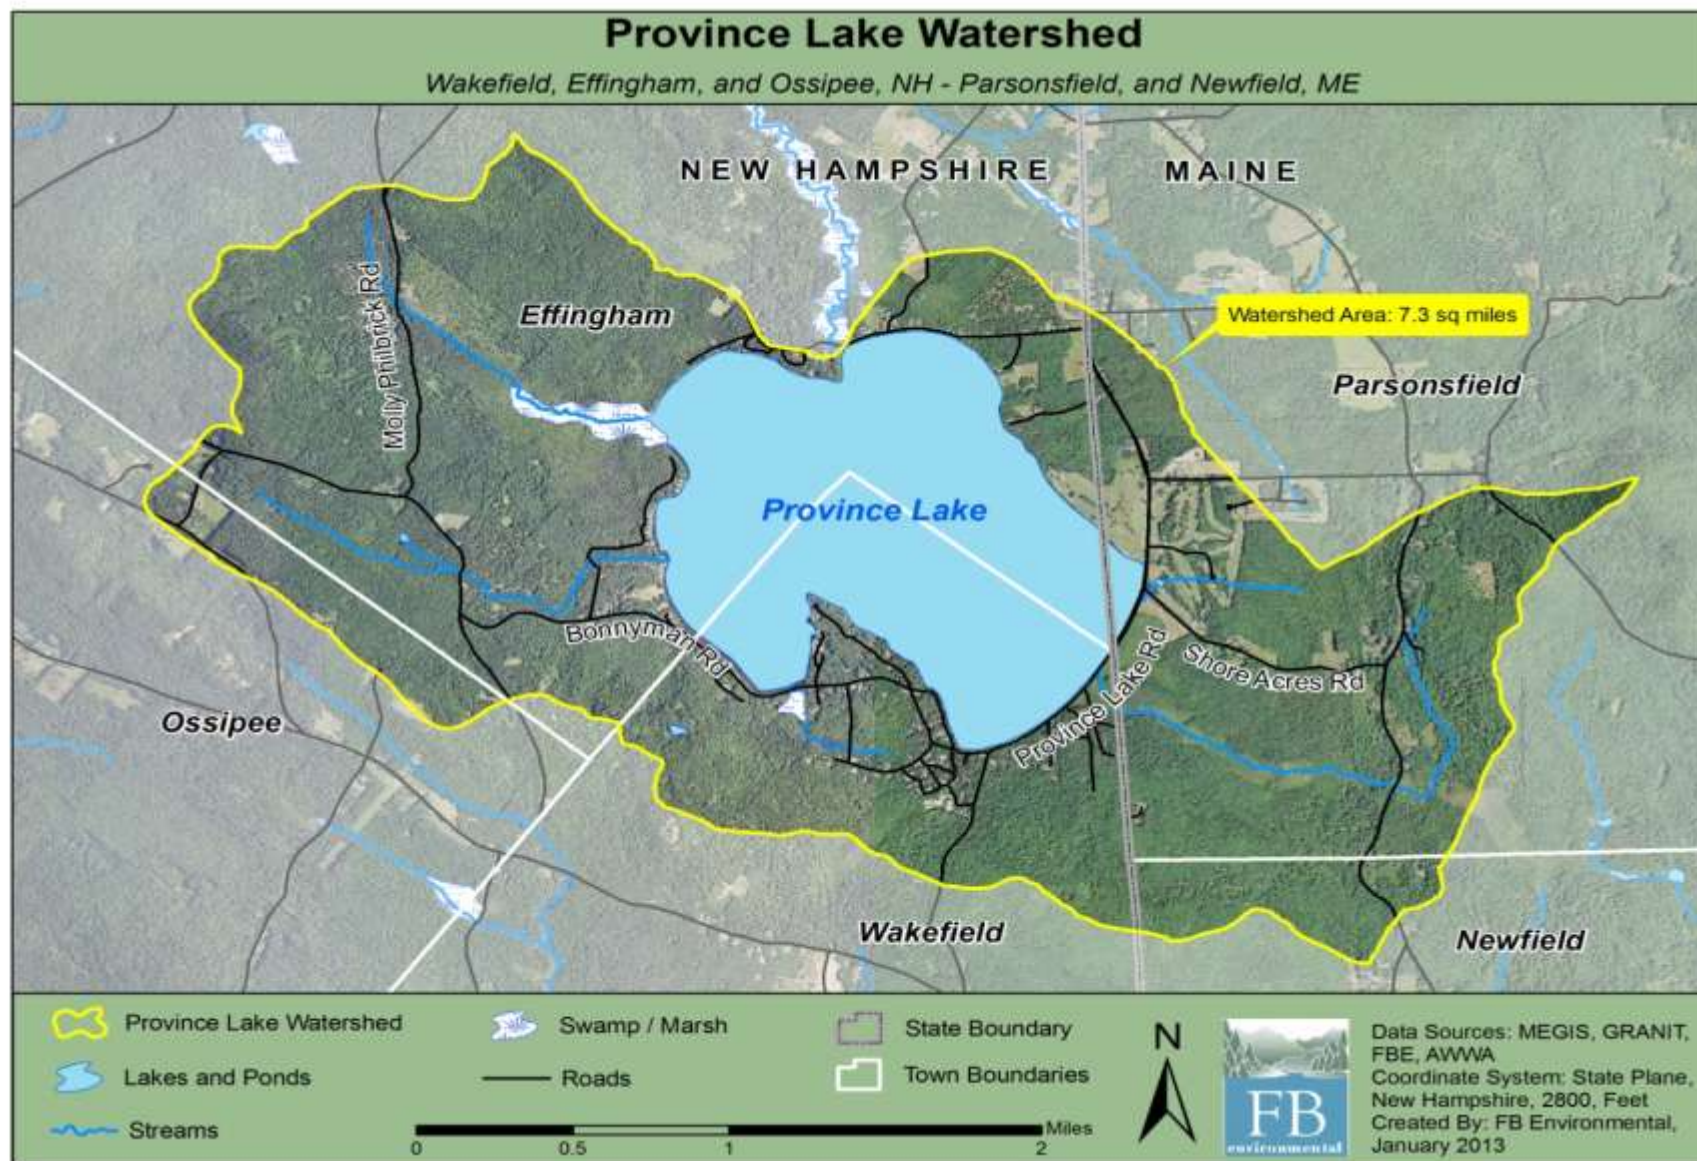 Province Lake Watershed
Wakefield, Effingham, and Ossipee, NH - Parsonsfield, and Newfield, ME
NEW HAMPSHIRE
MAINE
Effingham
Molly Philbrick Rd
Watershed Area: 7.3 sq miles
Parsonsfield
Province Lake
Bonnyman Rd
Province Lake Rd
Shore Acres Rd
Ossipee
Wakefield
Newfield
Province Lake Watershed
Lakes and Ponds
Streams
Swamp / Marsh
Roads
State Boundary
Town Boundaries
0 0.5 1 2 Miles
N
FB
environmental
Data Sources: MEGIS, GRANIT,
FBE, AWWA
Coordinate System: State Plane,
New Hampshire, 2800, Feet
Created By: FB Environmental,
January 2013